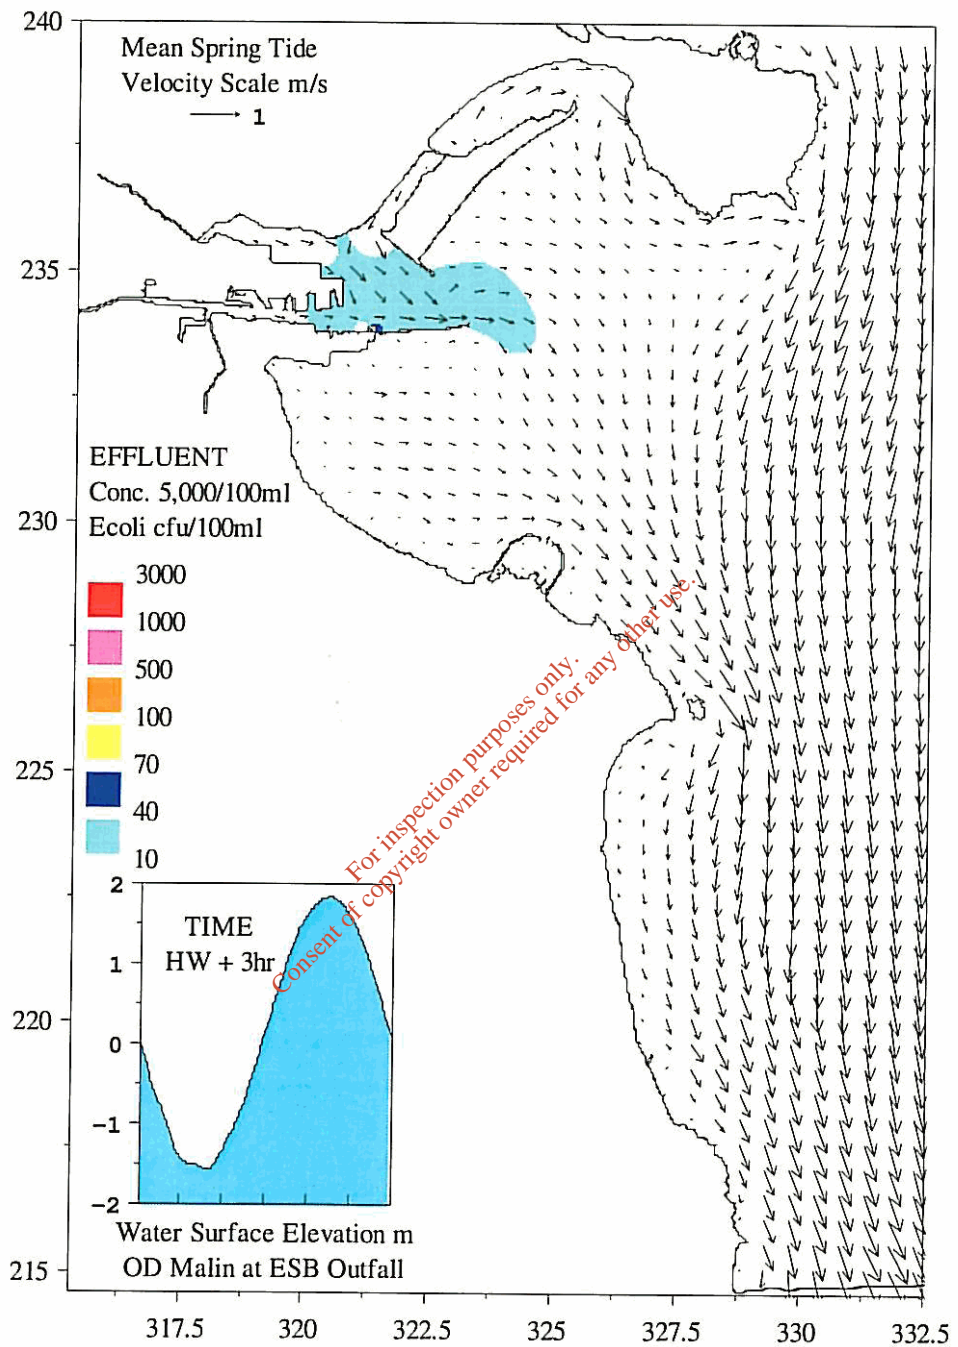 240
Mean Spring Tide
Velocity Scale m/s
1
235
EFFLUENT
Conc. 5,000/100ml
Ecoli cfu/100ml
230
3000
1000
500
100
70
40
10
225
For inspection purposes only.
Consent of copyright owner required for any other use.
2
TIME
HW + 3hr
1
0
-1
-2
220
Water Surface Elevation m
OD Malin at ESB Outfall
215
317.5 320 322.5 325 327.5 330 332.5